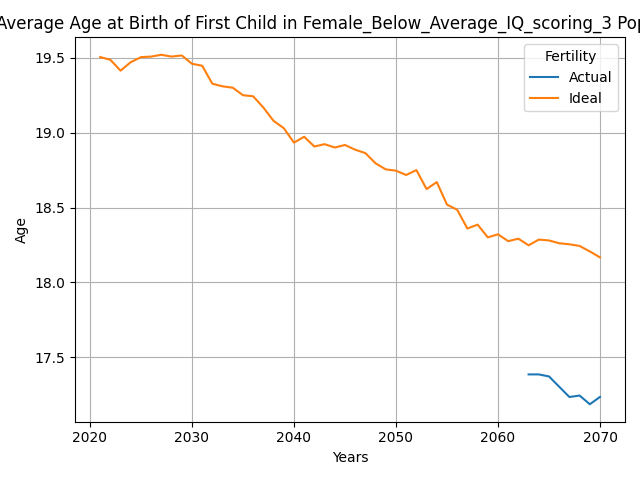 Average Age at Birth of First Child in Female_Below_Average_IQ_scoring_3 Pop
Fertility
Actual
Ideal
19.5
19.0
18.5
18.0
17.5
Age
2020 2030 2040 2050 2060 2070
Years